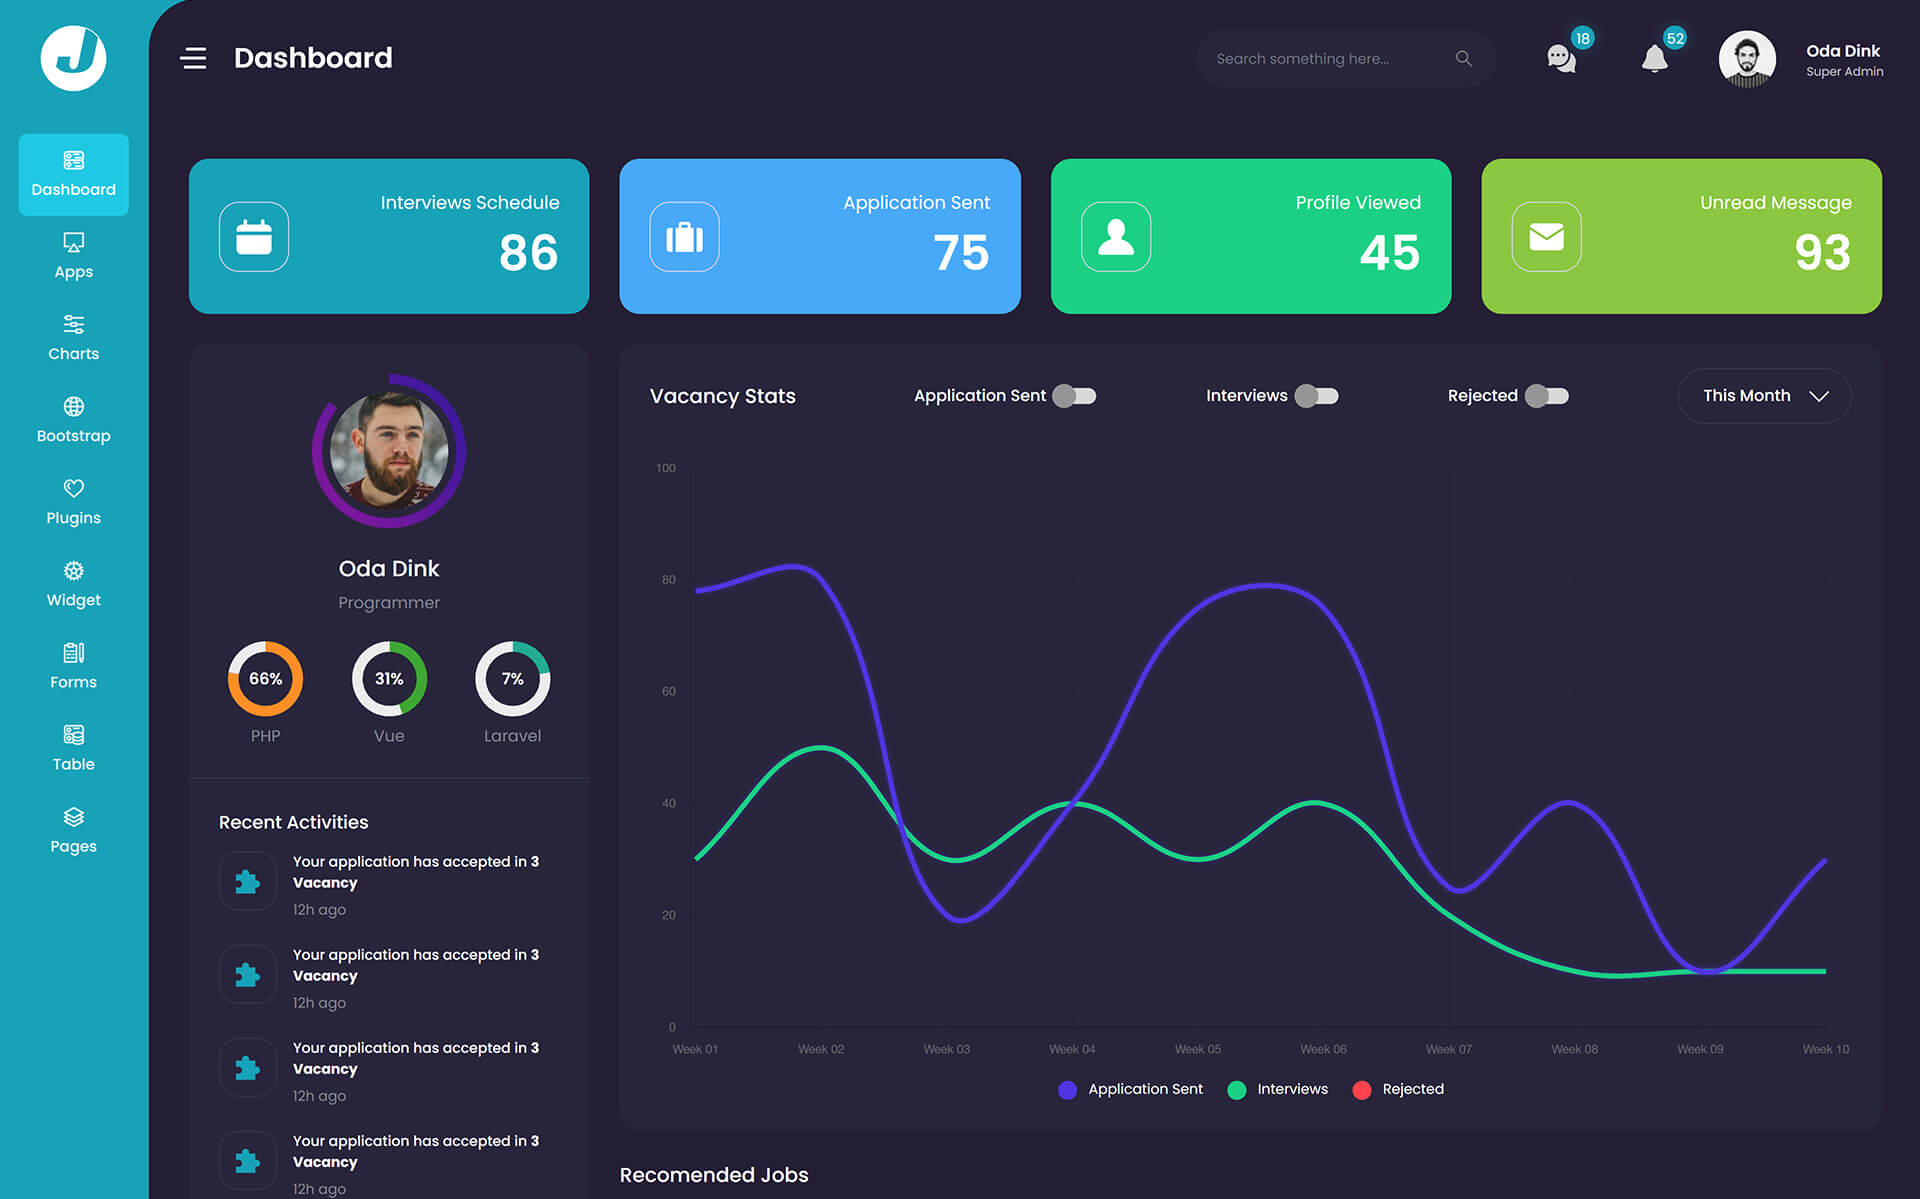 J
Dashboard
Search something here...
18
52
Oda Dink
Super Admin
Dashboard
Apps
Charts
Bootstrap
Plugins
Widget
Forms
Table
Pages
Interviews Schedule
86
Application Sent
75
Profile Viewed
45
Unread Message
93
Oda Dink
Programmer
66%
31%
7%
PHP
Vue
Laravel
Recent Activities
Your application has accepted in 3
Vacancy
12h ago
Your application has accepted in 3
Vacancy
12h ago
Your application has accepted in 3
Vacancy
12h ago
Your application has accepted in 3
Vacancy
12h ago
Vacancy Stats
Application Sent
Interviews
Rejected
This Month
100
80
60
40
20
0
Week 01
Week 02
Week 03
Week 04
Week 05
Week 06
Week 07
Week 08
Week 09
Week 10
Application Sent
Interviews
Rejected
Recomended Jobs